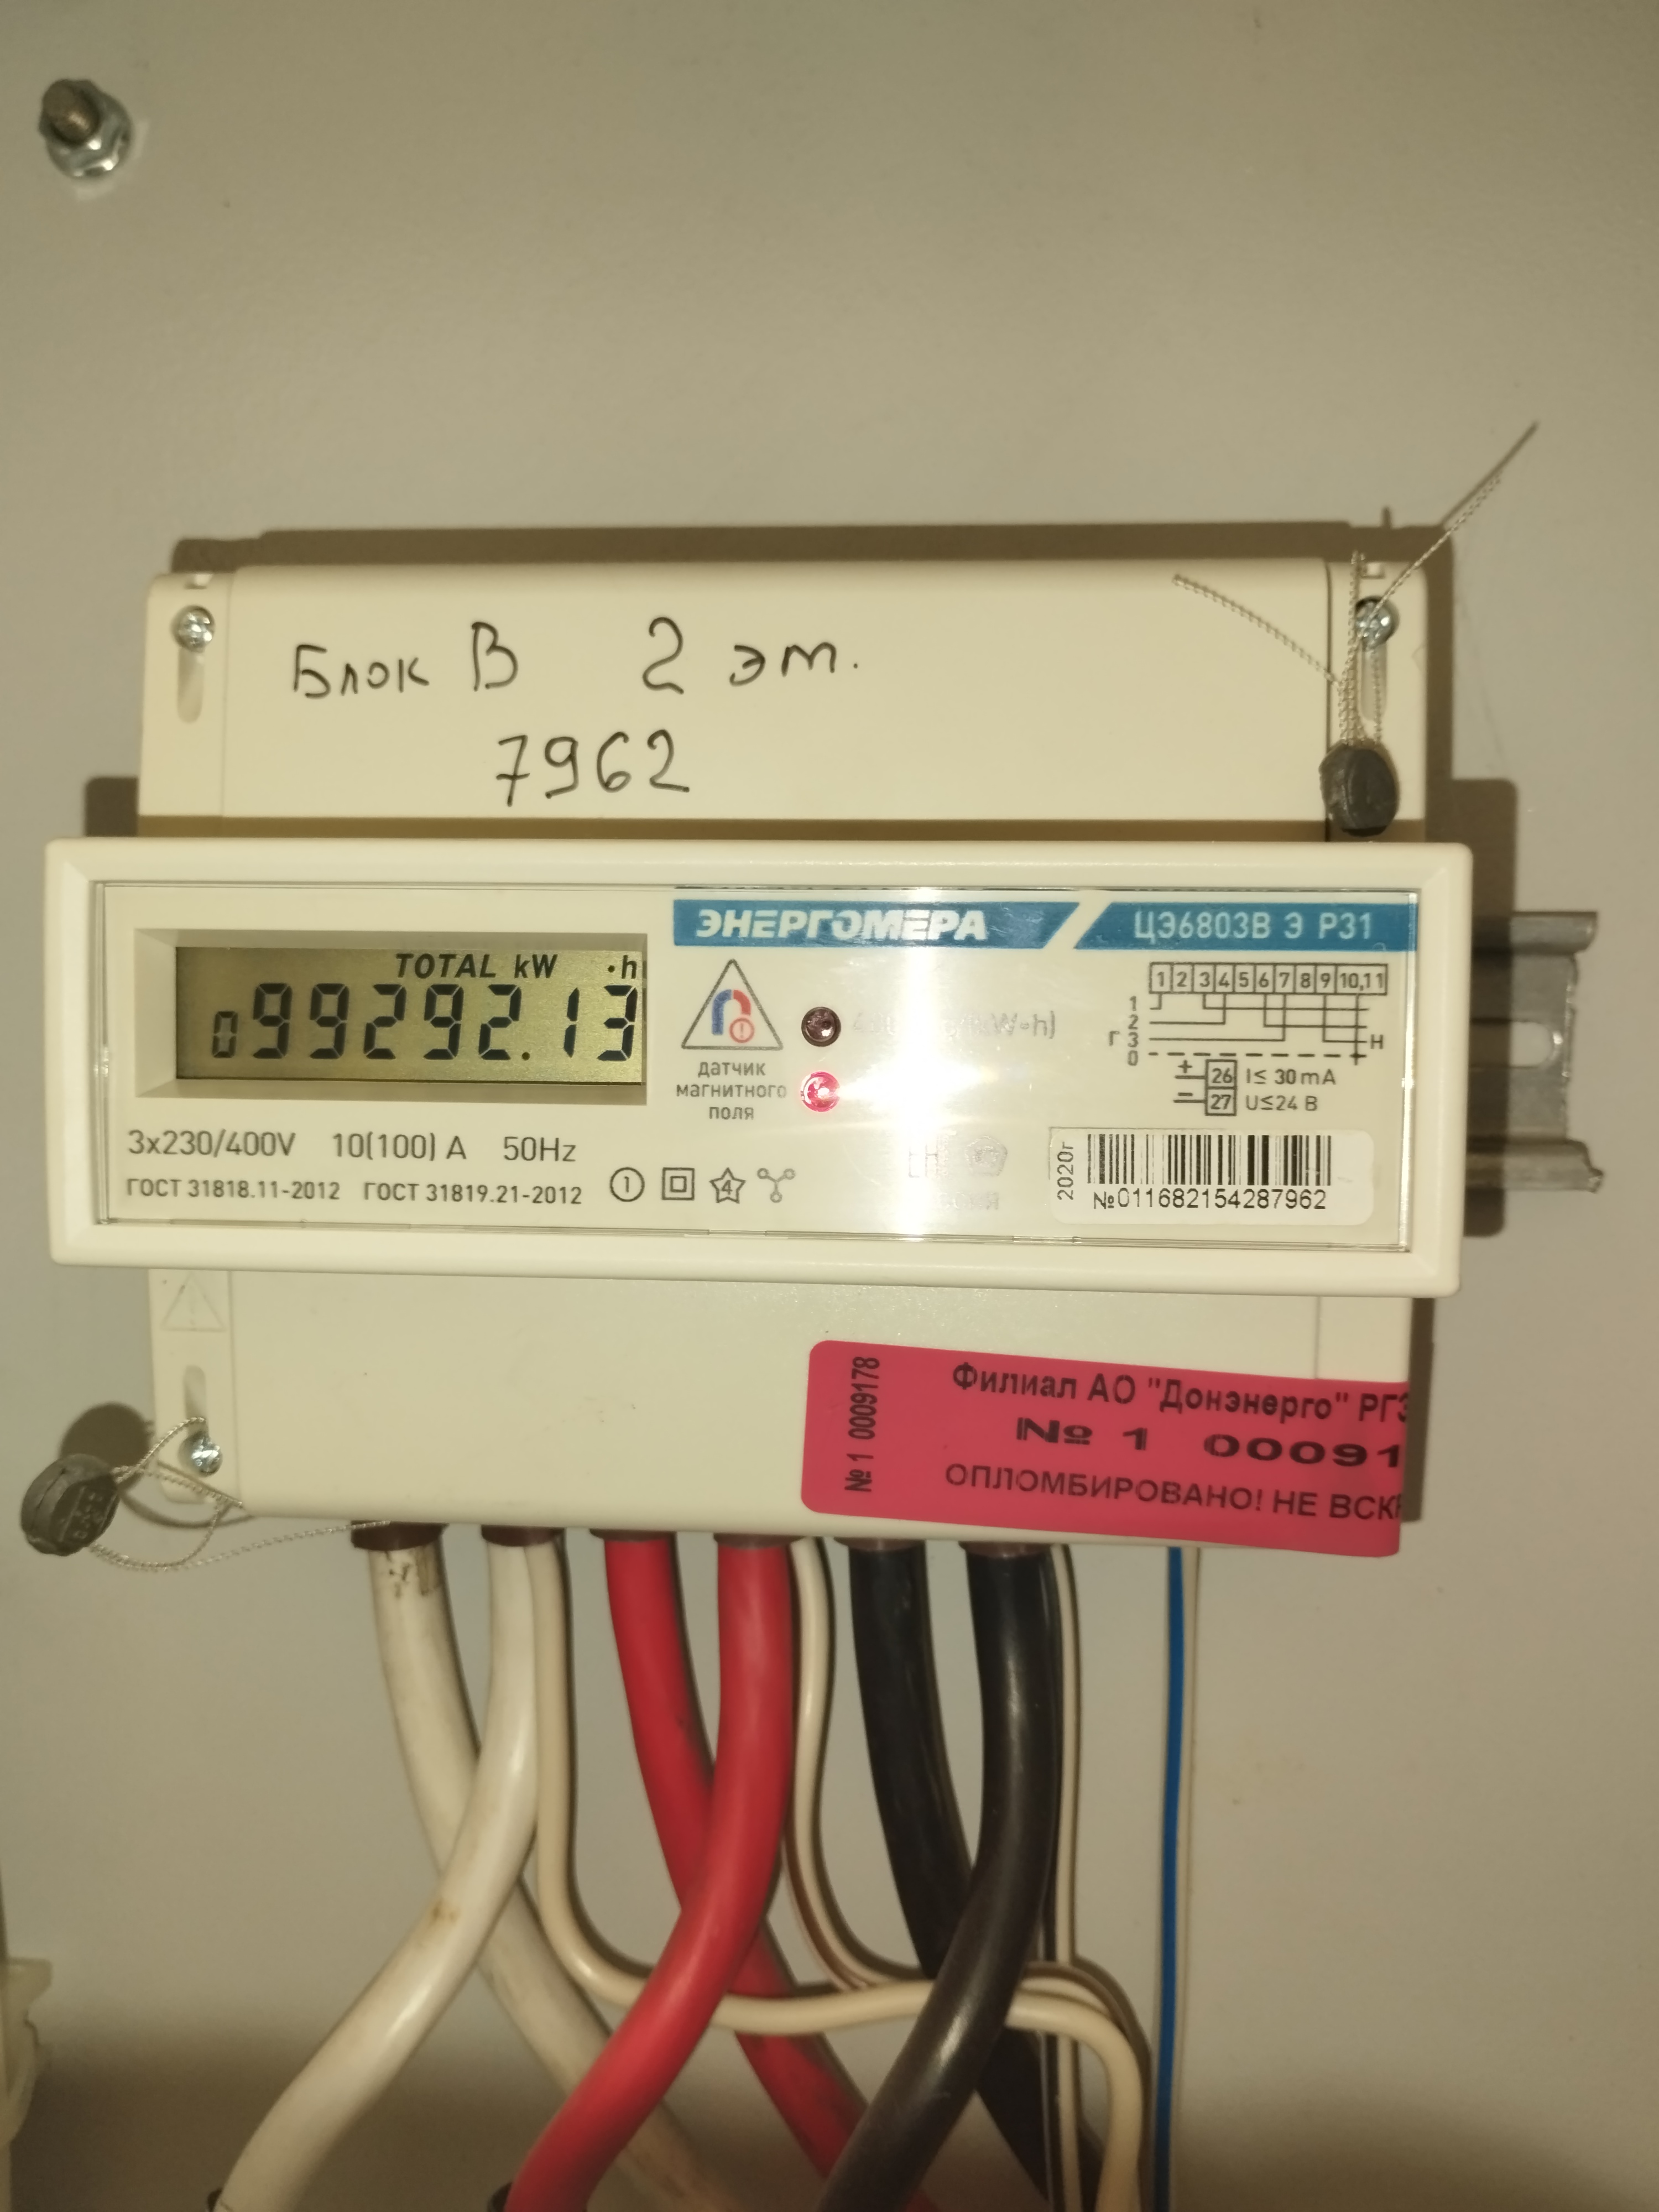 Блок В 2 эт.
7962
ЭНЕРГОМЕРА ЦЭ6803В Э Р31
TOTAL kW·h
099292.13
датчик
магнитного
поля
W·h)
1 2 3 4 5 6 7 8 9 10,11
1
2
Г 3 Н
0
+ 26 I≤ 30 mA
− 27 U≤24 В
3x230/400V 10(100) A 50Hz
ГОСТ 31818.11-2012 ГОСТ 31819.21-2012
1
4
2020г
№011682154287962
№ 1 0009178
Филиал АО "Донэнерго" РГЭ
№ 1 00091
ОПЛОМБИРОВАНО! НЕ ВСК